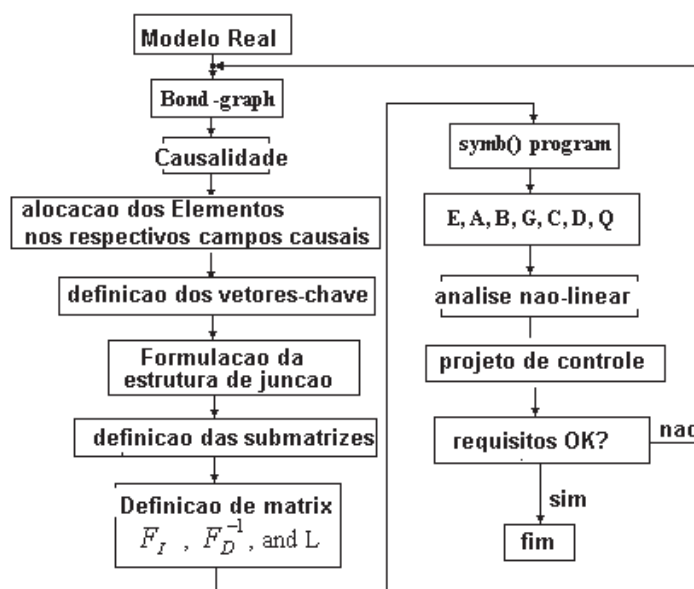 Modelo Real
Bond-graph
Causalidade
alocacao dos Elementos
nos respectivos campos causais
definicao dos vetores-chave
Formulacao da
estrutura de juncao
definicao das submatrizes
Definicao de matrix
F_I , F_D^{-1}, and L
symb() program
E, A, B, G, C, D, Q
analise nao-linear
projeto de controle
requisitos OK?
nao
sim
fim